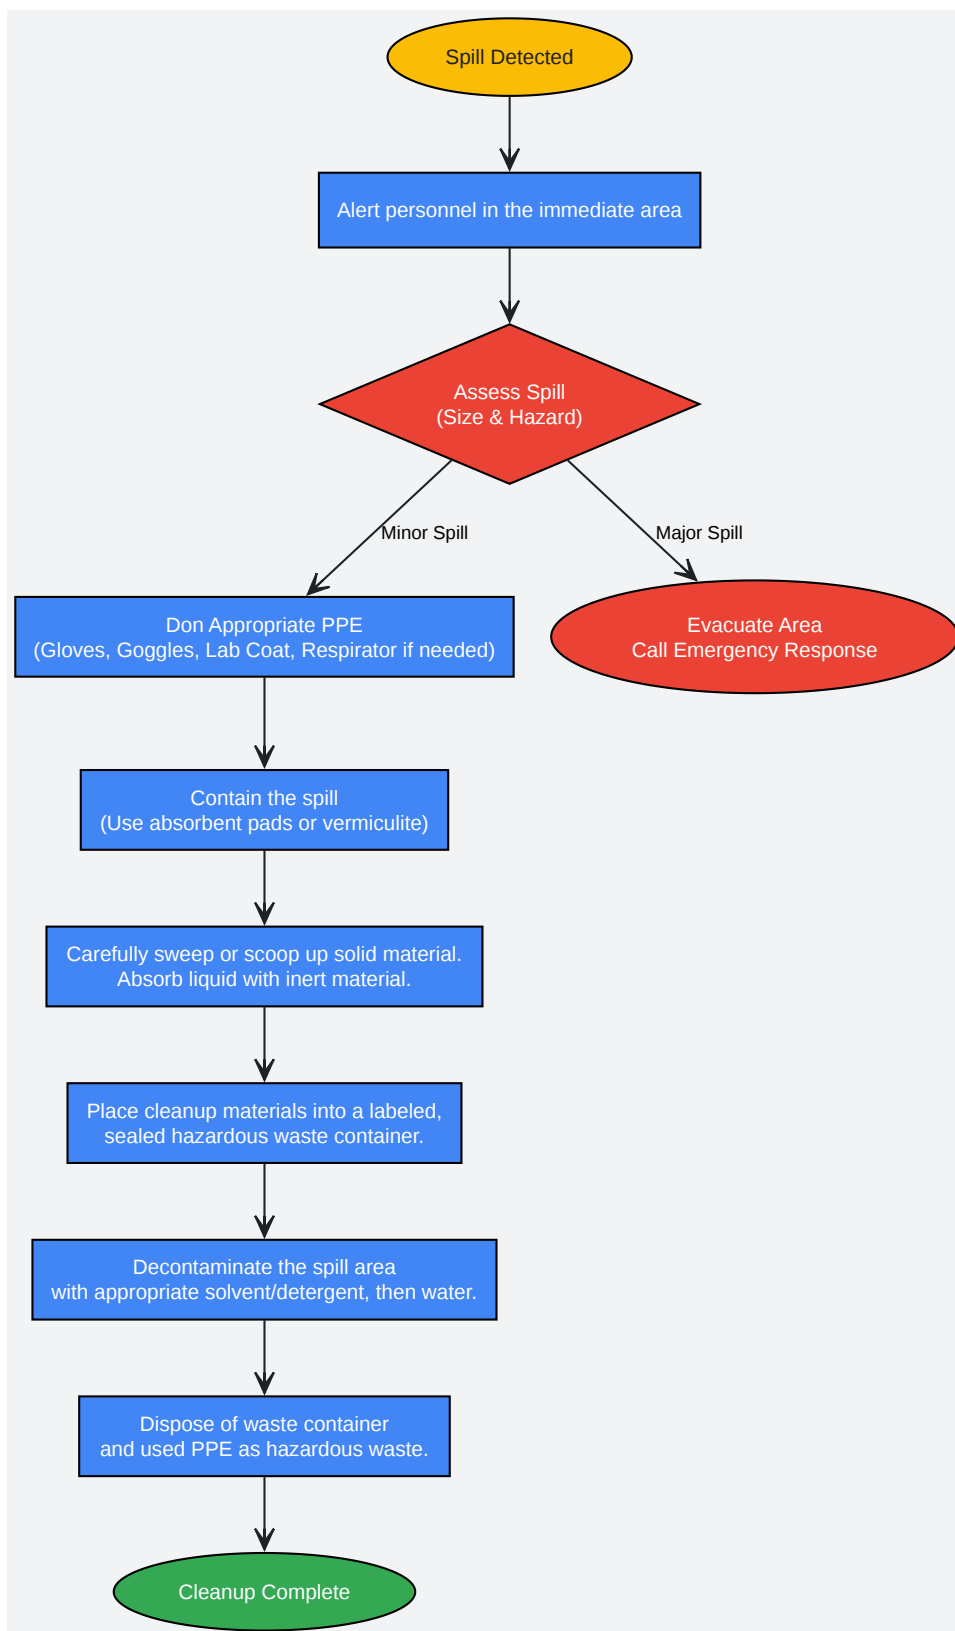 Spill Detected
Alert personnel in the immediate area
Assess Spill
(Size & Hazard)
Minor Spill
Major Spill
Don Appropriate PPE
(Gloves, Goggles, Lab Coat, Respirator if needed)
Evacuate Area
Call Emergency Response
Contain the spill
(Use absorbent pads or vermiculite)
Carefully sweep or scoop up solid material.
Absorb liquid with inert material.
Place cleanup materials into a labeled,
sealed hazardous waste container.
Decontaminate the spill area
with appropriate solvent/detergent, then water.
Dispose of waste container
and used PPE as hazardous waste.
Cleanup Complete